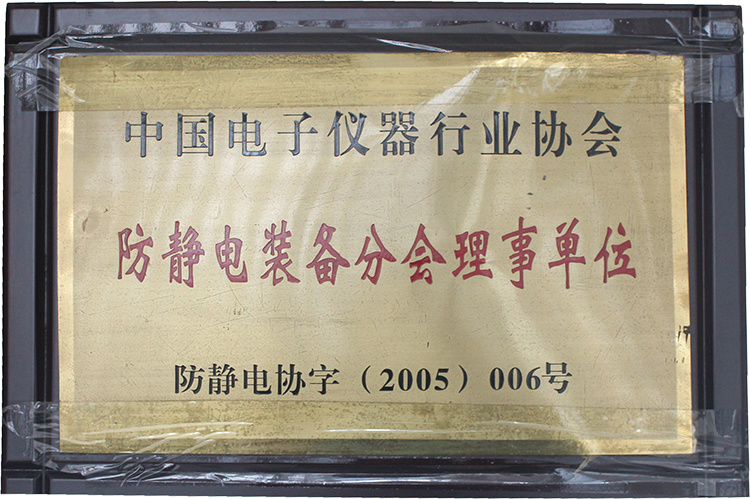 中国电子仪器行业协会
防静电装备分会理事单位
防静电协字（2005）006号